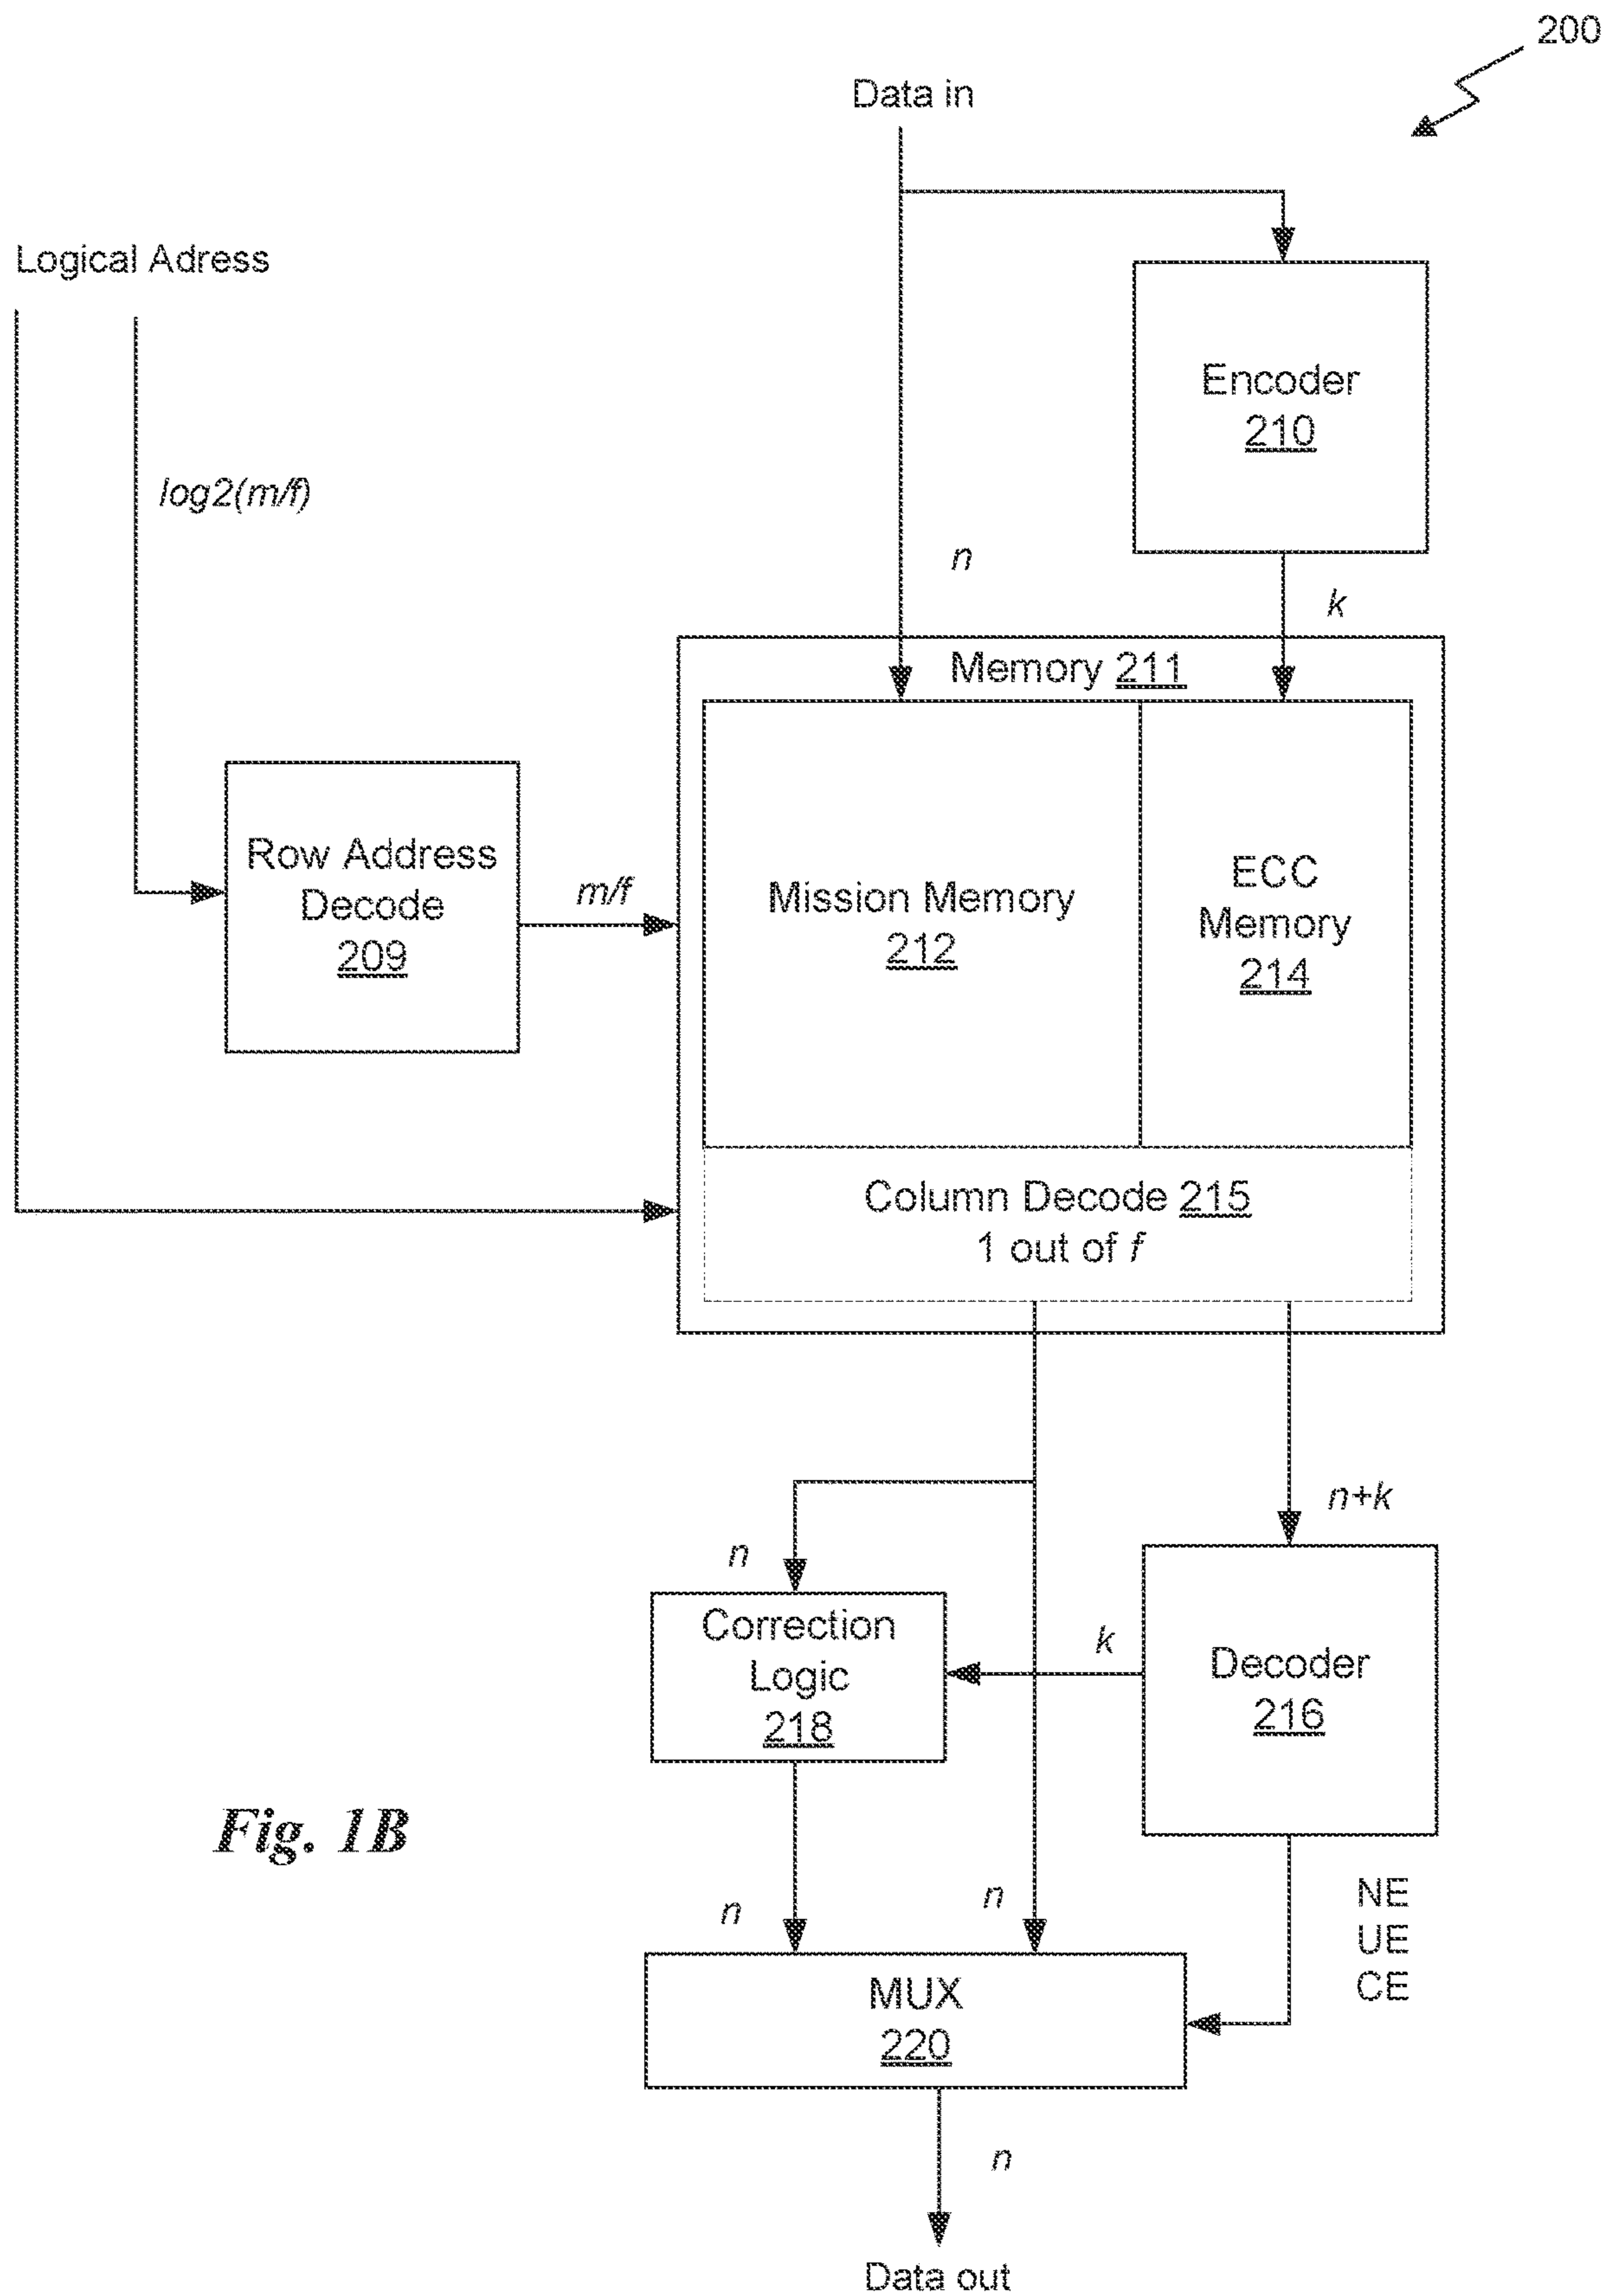 200
Data in
Logical Adress
Encoder
210
log2(m/f)
n
k
Memory 211
Row Address
Decode
209
m/f
Mission Memory
212
ECC
Memory
214
Column Decode 215
1 out of f
n+k
n
Correction
Logic
218
k
Decoder
216
Fig. 1B
n
n
NE
UE
CE
MUX
220
n
Data out